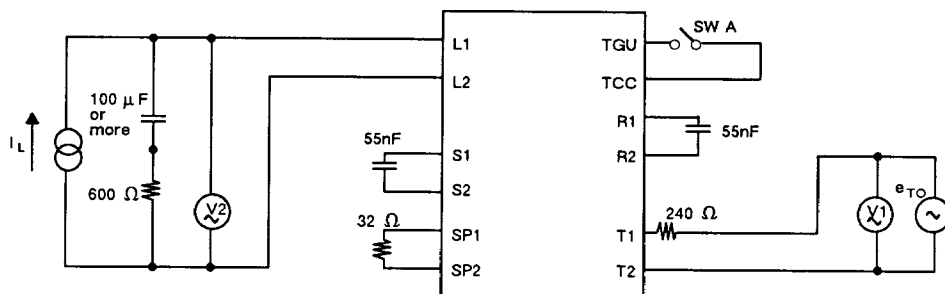 L1
L2
S1
S2
SP1
SP2
TGU
TCC
R1
R2
T1
T2
SW A
100 μF
or
more
I_L
600 Ω
V2
55nF
32 Ω
55nF
240 Ω
V1
e_TO